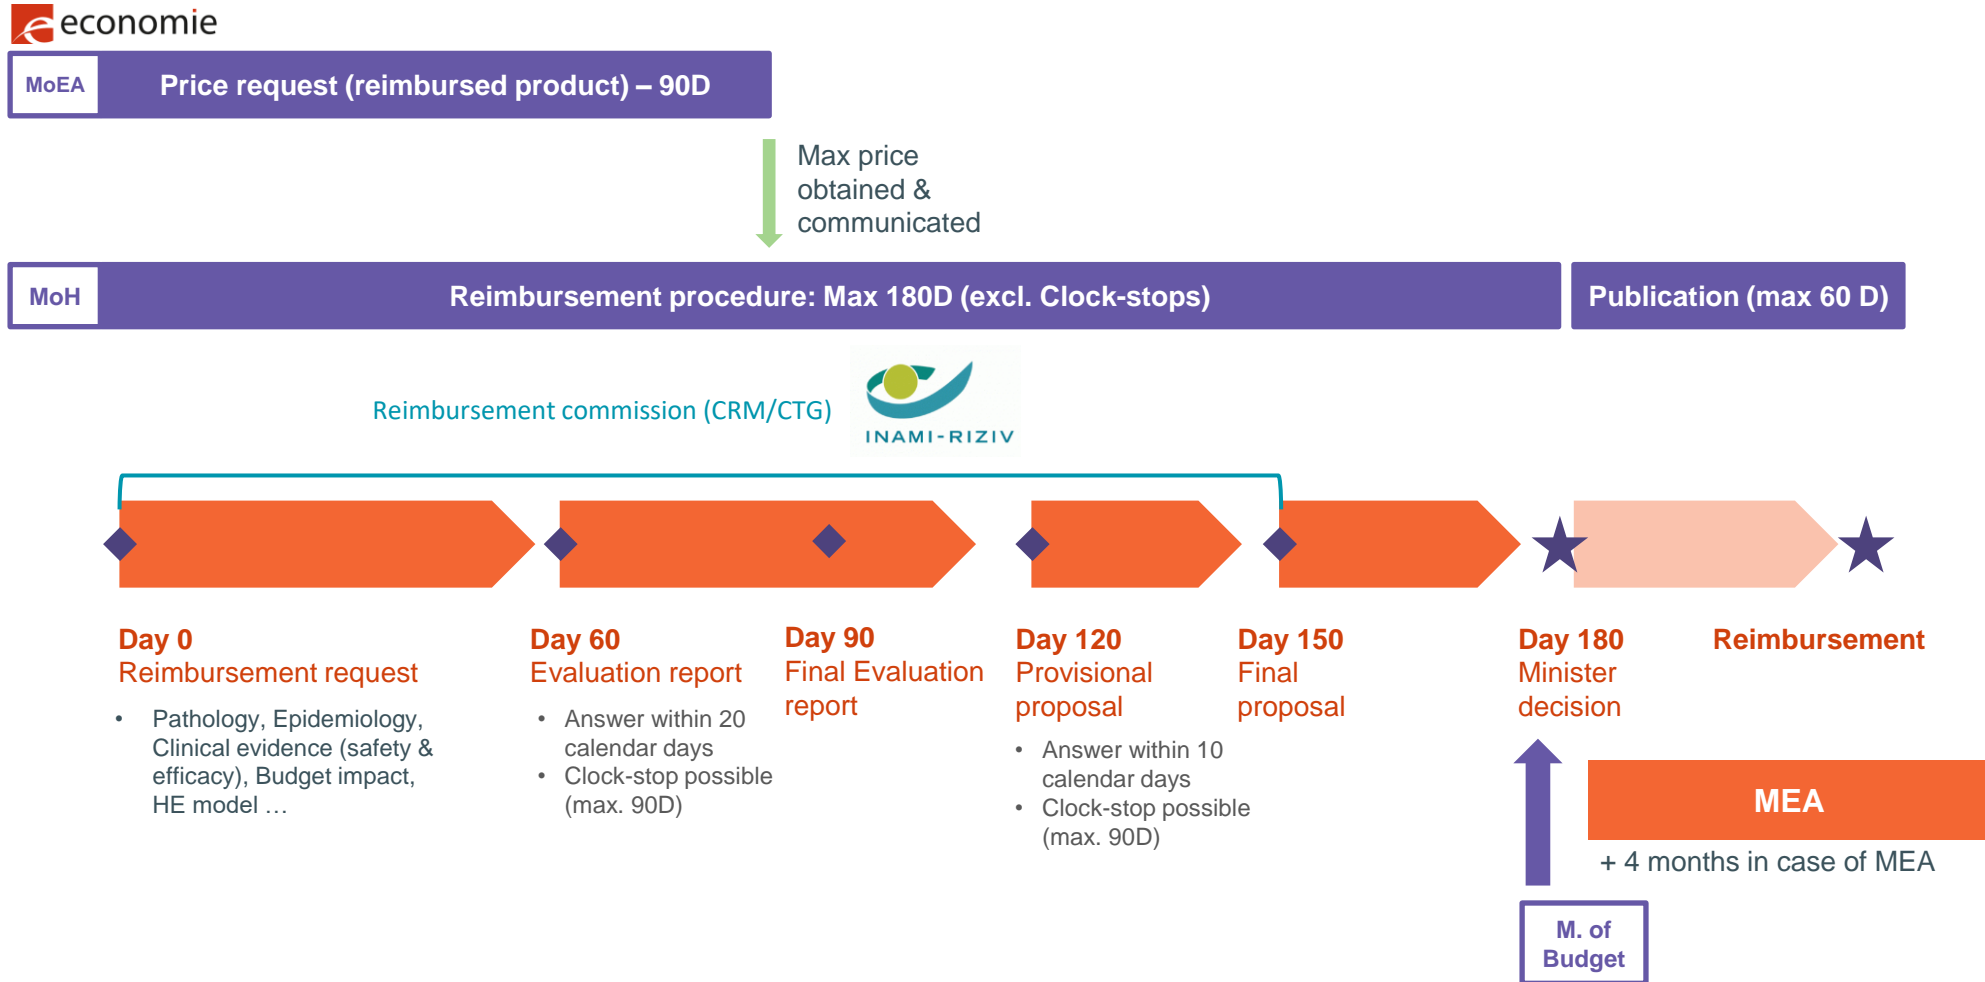 economie
MoEA
Price request (reimbursed product) – 90D
Max price
obtained &
communicated
MoH
Reimbursement procedure: Max 180D (excl. Clock-stops)
Publication (max 60 D)
Reimbursement commission (CRM/CTG)
INAMI-RIZIV
Day 0
Reimbursement request
• Pathology, Epidemiology,
Clinical evidence (safety &
efficacy), Budget impact,
HE model …
Day 60
Evaluation report
• Answer within 20
calendar days
• Clock-stop possible
(max. 90D)
Day 90
Final Evaluation
report
Day 120
Provisional
proposal
• Answer within 10
calendar days
• Clock-stop possible
(max. 90D)
Day 150
Final
proposal
Day 180
Minister
decision
Reimbursement
MEA
+ 4 months in case of MEA
M. of
Budget